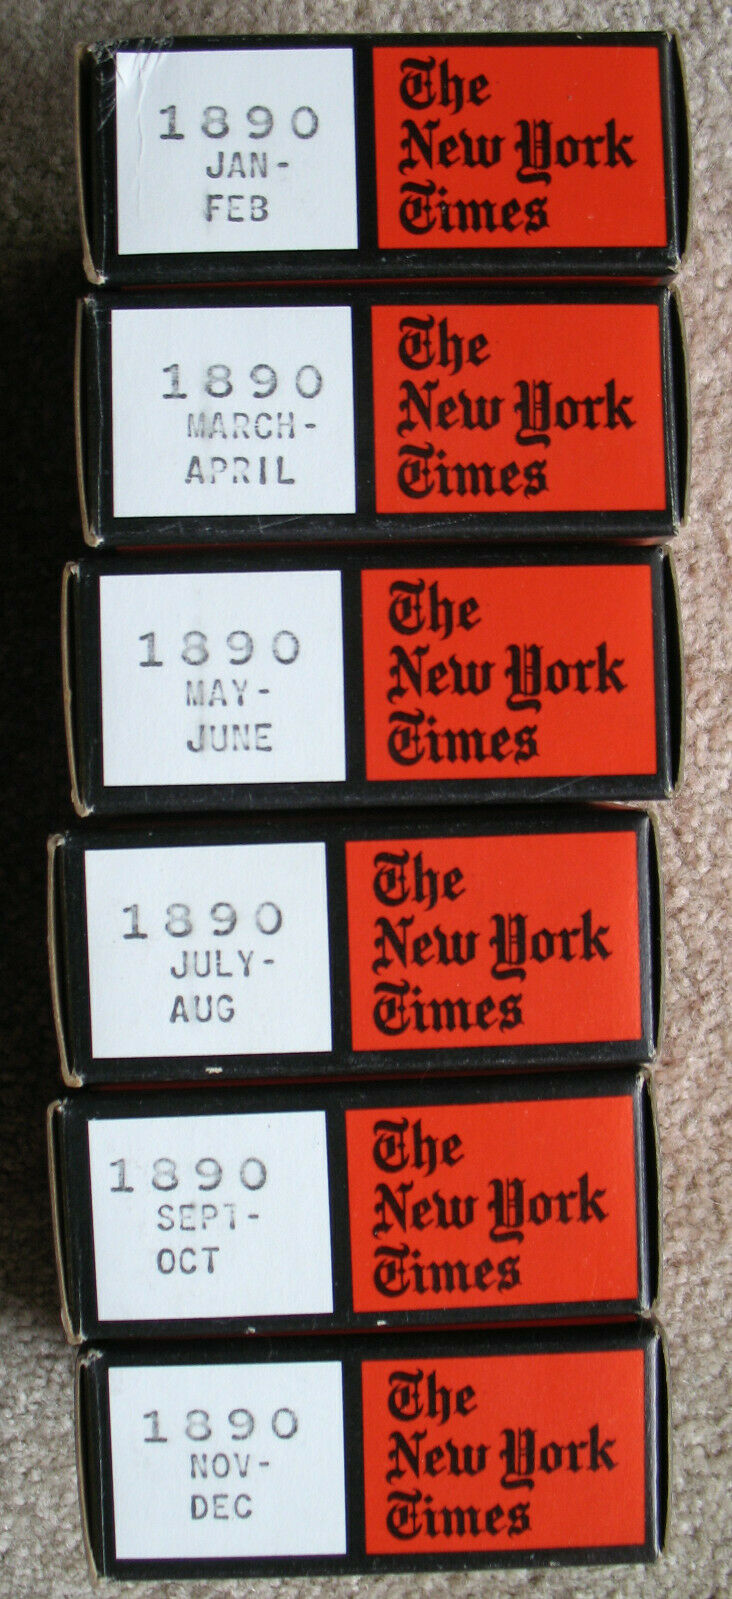 1890
JAN-
FEB
The
New York
Times
1890
MARCH-
APRIL
The
New York
Times
1890
MAY-
JUNE
The
New York
Times
1890
JULY-
AUG
The
New York
Times
1890
SEPT-
OCT
The
New York
Times
1890
NOV-
DEC
The
New York
Times